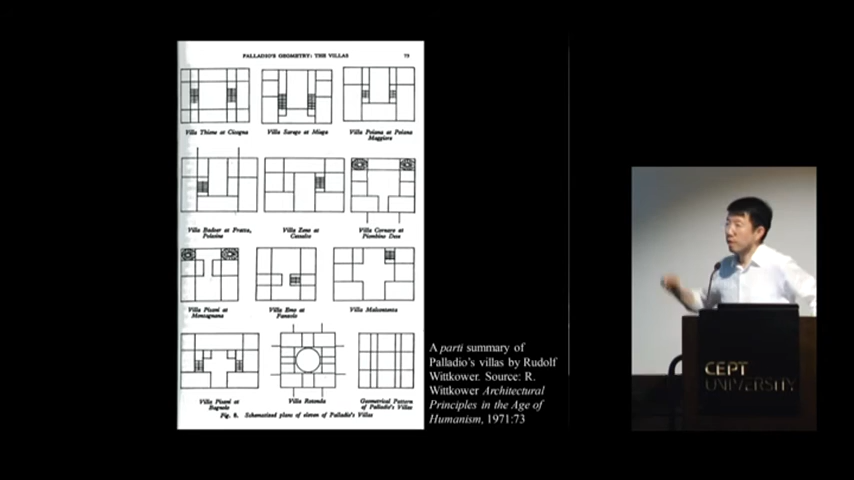 PALLADIO'S GEOMETRY: THE VILLAS 73
Villa Thiene at Cicogna
Villa Sarego at Miega
Villa Poiana at Poiana
Maggiore
Villa Badoer at Fratta,
Polesine
Villa Zeno at
Cessalto
Villa Cornaro at
Piombino Dese
Villa Pisani at
Montagnana
Villa Emo at
Fanzolo
Villa Malcontenta
Villa Pisani at
Bagnolo
Villa Rotonda
Geometrical Pattern
of Palladio's Villas
Fig. 8. Schematized plans of eleven of Palladio's Villas
A parti summary of
Palladio's villas by Rudolf
Wittkower. Source: R.
Wittkower Architectural
Principles in the Age of
Humanism, 1971:73
CEPT
UNIVERSITY